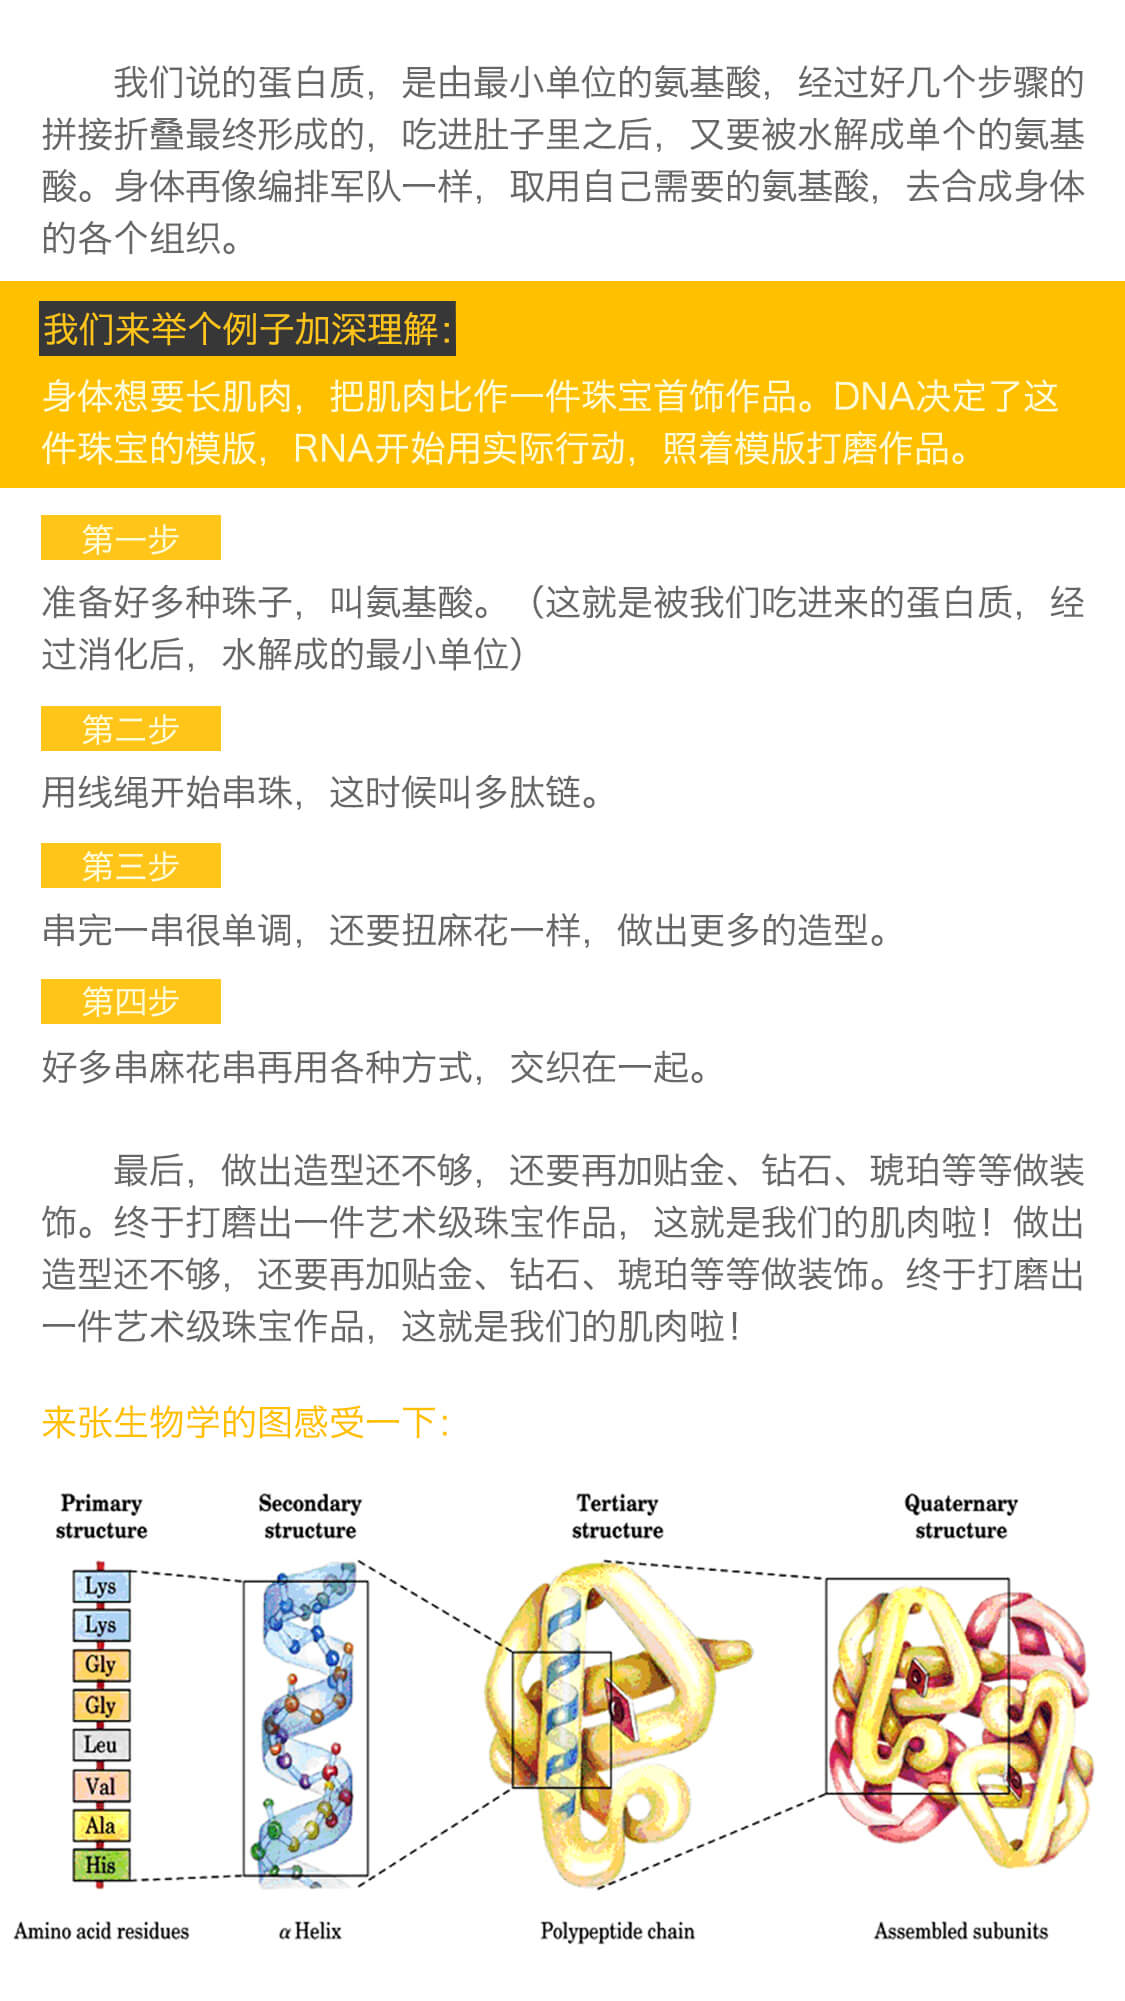 我们说的蛋白质，是由最小单位的氨基酸，经过好几个步骤的
拼接折叠最终形成的，吃进肚子里之后，又要被水解成单个的氨基
酸。身体再像编排军队一样，取用自己需要的氨基酸，去合成身体
的各个组织。
我们来举个例子加深理解：
身体想要长肌肉，把肌肉比作一件珠宝首饰作品。DNA决定了这
件珠宝的模版，RNA开始用实际行动，照着模版打磨作品。
第一步
准备好多种珠子，叫氨基酸。（这就是被我们吃进来的蛋白质，经
过消化后，水解成的最小单位）
第二步
用线绳开始串珠，这时候叫多肽链。
第三步
串完一串很单调，还要扭麻花一样，做出更多的造型。
第四步
好多串麻花串再用各种方式，交织在一起。
最后，做出造型还不够，还要再加贴金、钻石、琥珀等等做装
饰。终于打磨出一件艺术级珠宝作品，这就是我们的肌肉啦！做出
造型还不够，还要再加贴金、钻石、琥珀等等做装饰。终于打磨出
一件艺术级珠宝作品，这就是我们的肌肉啦！
来张生物学的图感受一下：
Primary
structure
Secondary
structure
Tertiary
structure
Quaternary
structure
Lys
Lys
Gly
Gly
Leu
Val
Ala
His
Amino acid residues
α Helix
Polypeptide chain
Assembled subunits